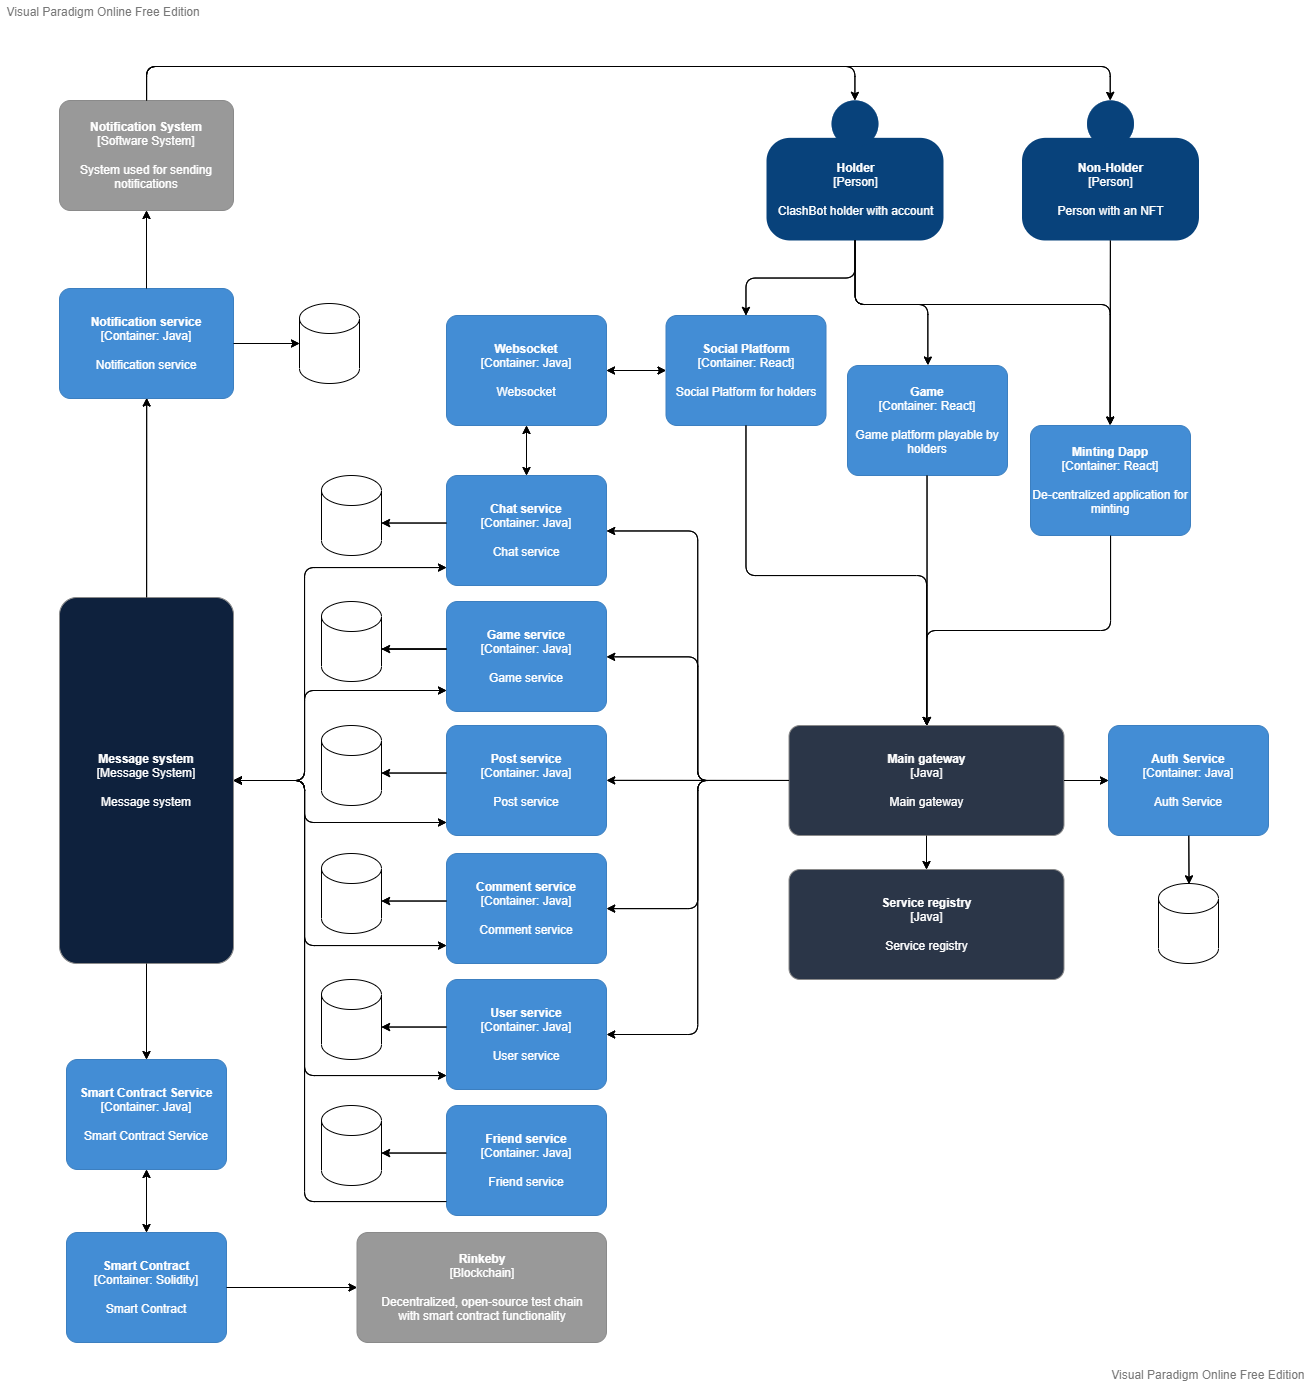 Visual Paradigm Online Free Edition
Notification System
[Software System]
System used for sending
notifications
Holder
[Person]
ClashBot holder with account
Non-Holder
[Person]
Person with an NFT
Notification service
[Container: Java]
Notification service
Websocket
[Container: Java]
Websocket
Social Platform
[Container: React]
Social Platform for holders
Game
[Container: React]
Game platform playable by
holders
Minting Dapp
[Container: React]
De-centralized application for
minting
Chat service
[Container: Java]
Chat service
Game service
[Container: Java]
Game service
Message system
[Message System]
Message system
Post service
[Container: Java]
Post service
Main gateway
[Java]
Main gateway
Auth Service
[Container: Java]
Auth Service
Comment service
[Container: Java]
Comment service
Service registry
[Java]
Service registry
User service
[Container: Java]
User service
Smart Contract Service
[Container: Java]
Smart Contract Service
Friend service
[Container: Java]
Friend service
Smart Contract
[Container: Solidity]
Smart Contract
Rinkeby
[Blockchain]
Decentralized, open-source test chain
with smart contract functionality
Visual Paradigm Online Free Edition